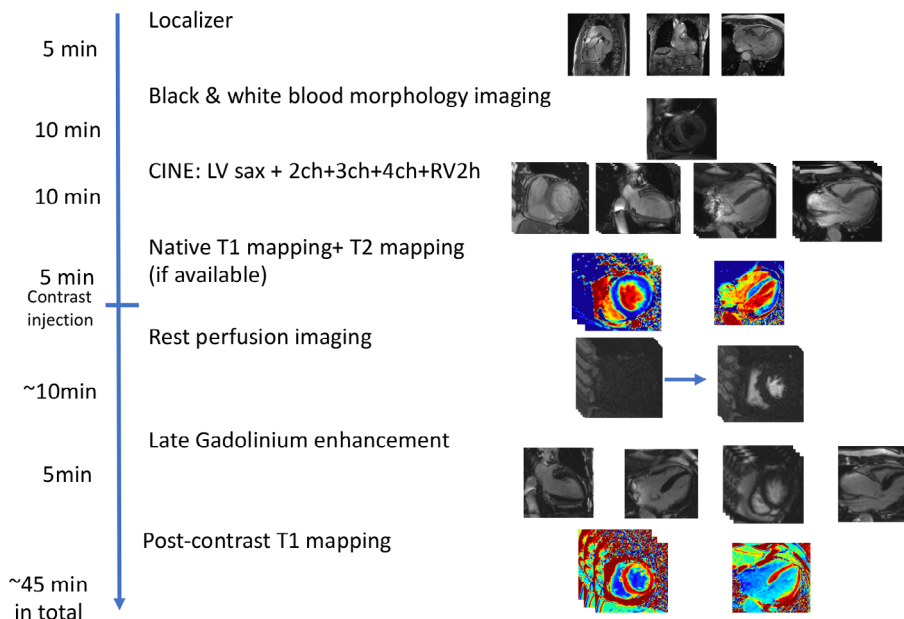 Localizer
5 min
Black & white blood morphology imaging
10 min
CINE: LV sax + 2ch+3ch+4ch+RV2h
10 min
Native T1 mapping+ T2 mapping
(if available)
5 min
Contrast
injection
Rest perfusion imaging
~10min
Late Gadolinium enhancement
5min
Post-contrast T1 mapping
~45 min
in total